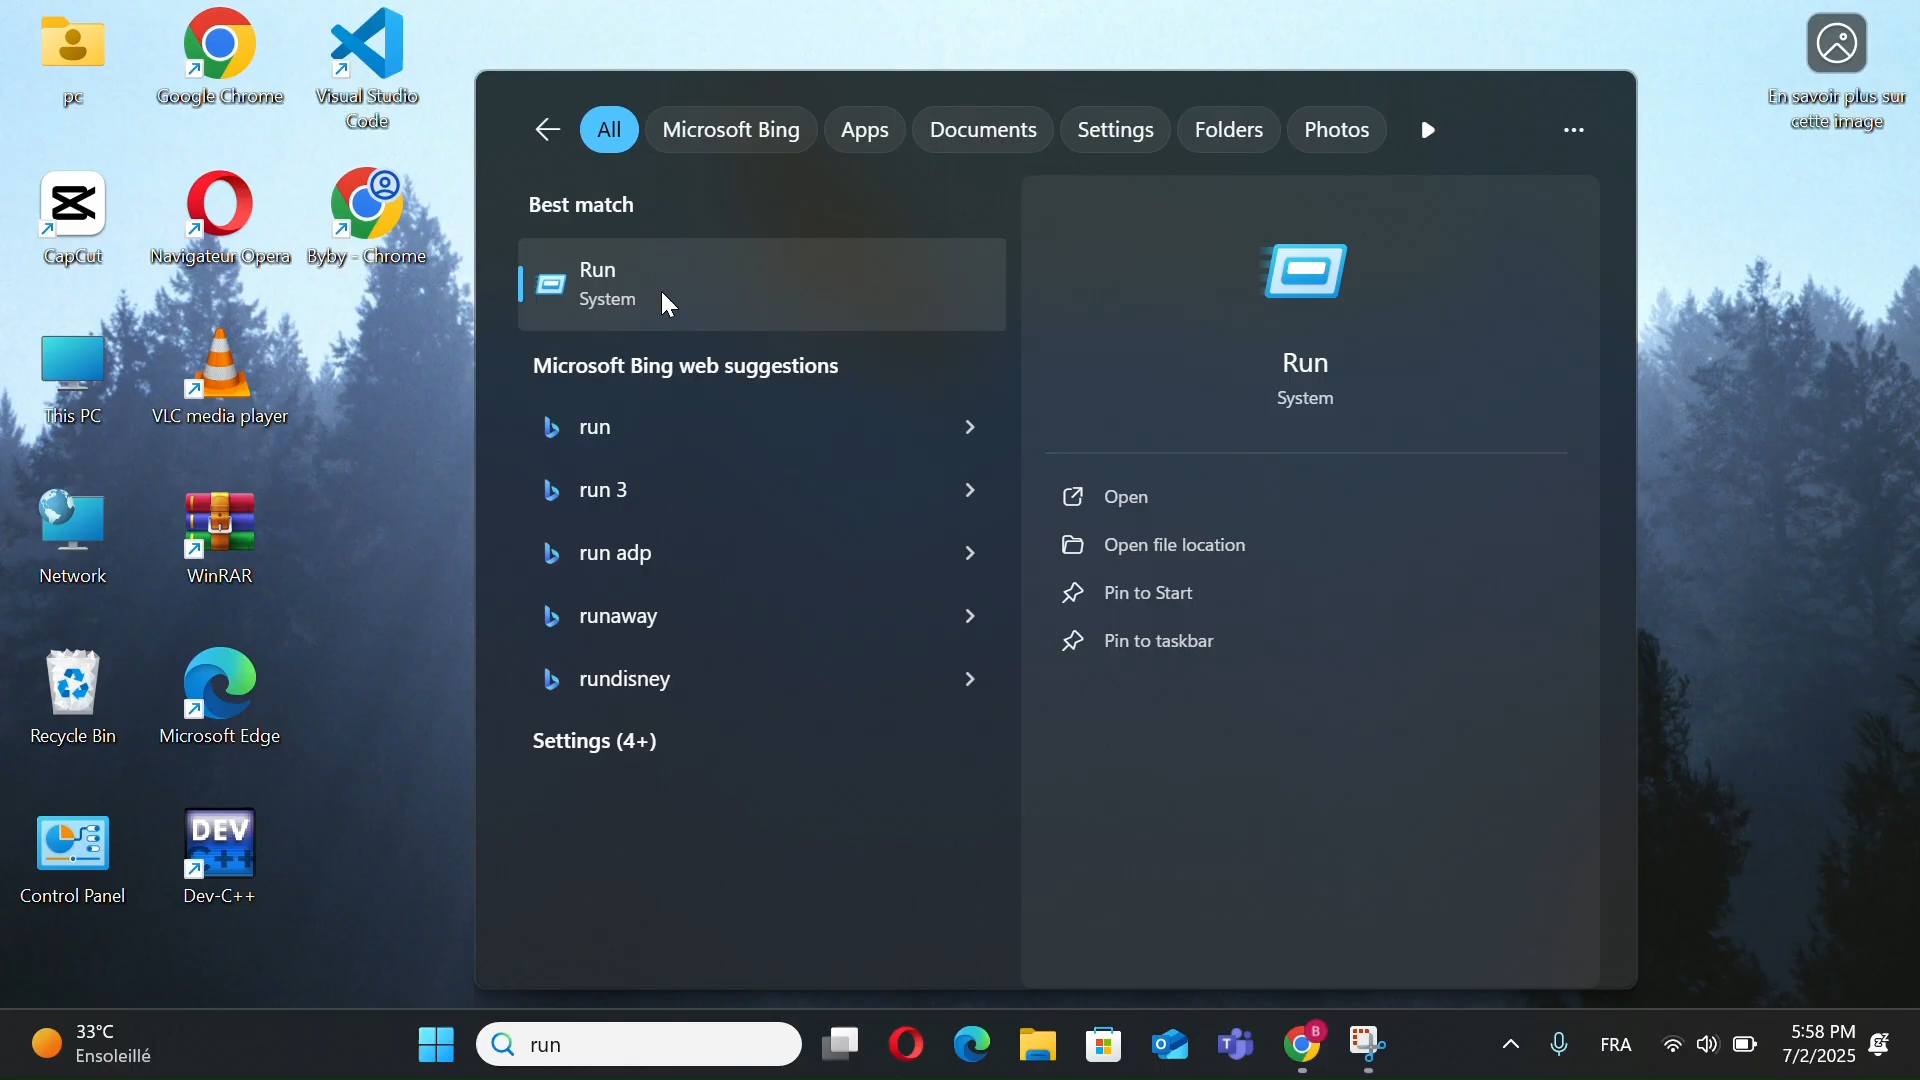 pc
Google Chrome
Visual Studio
Code
En savoir plus sur
cette image
CapCut
Navigateur Opera
Byby - Chrome
This PC
VLC media player
Network
WinRAR
Recycle Bin
Microsoft Edge
Control Panel
DEV
C++
Dev-C++
All
Microsoft Bing
Apps
Documents
Settings
Folders
Photos
Best match
Run
System
Microsoft Bing web suggestions
run
run 3
run adp
runaway
rundisney
Settings (4+)
Run
System
Open
Open file location
Pin to Start
Pin to taskbar
33°C
Ensoleillé
run
B
FRA
5:58 PM
7/2/2025